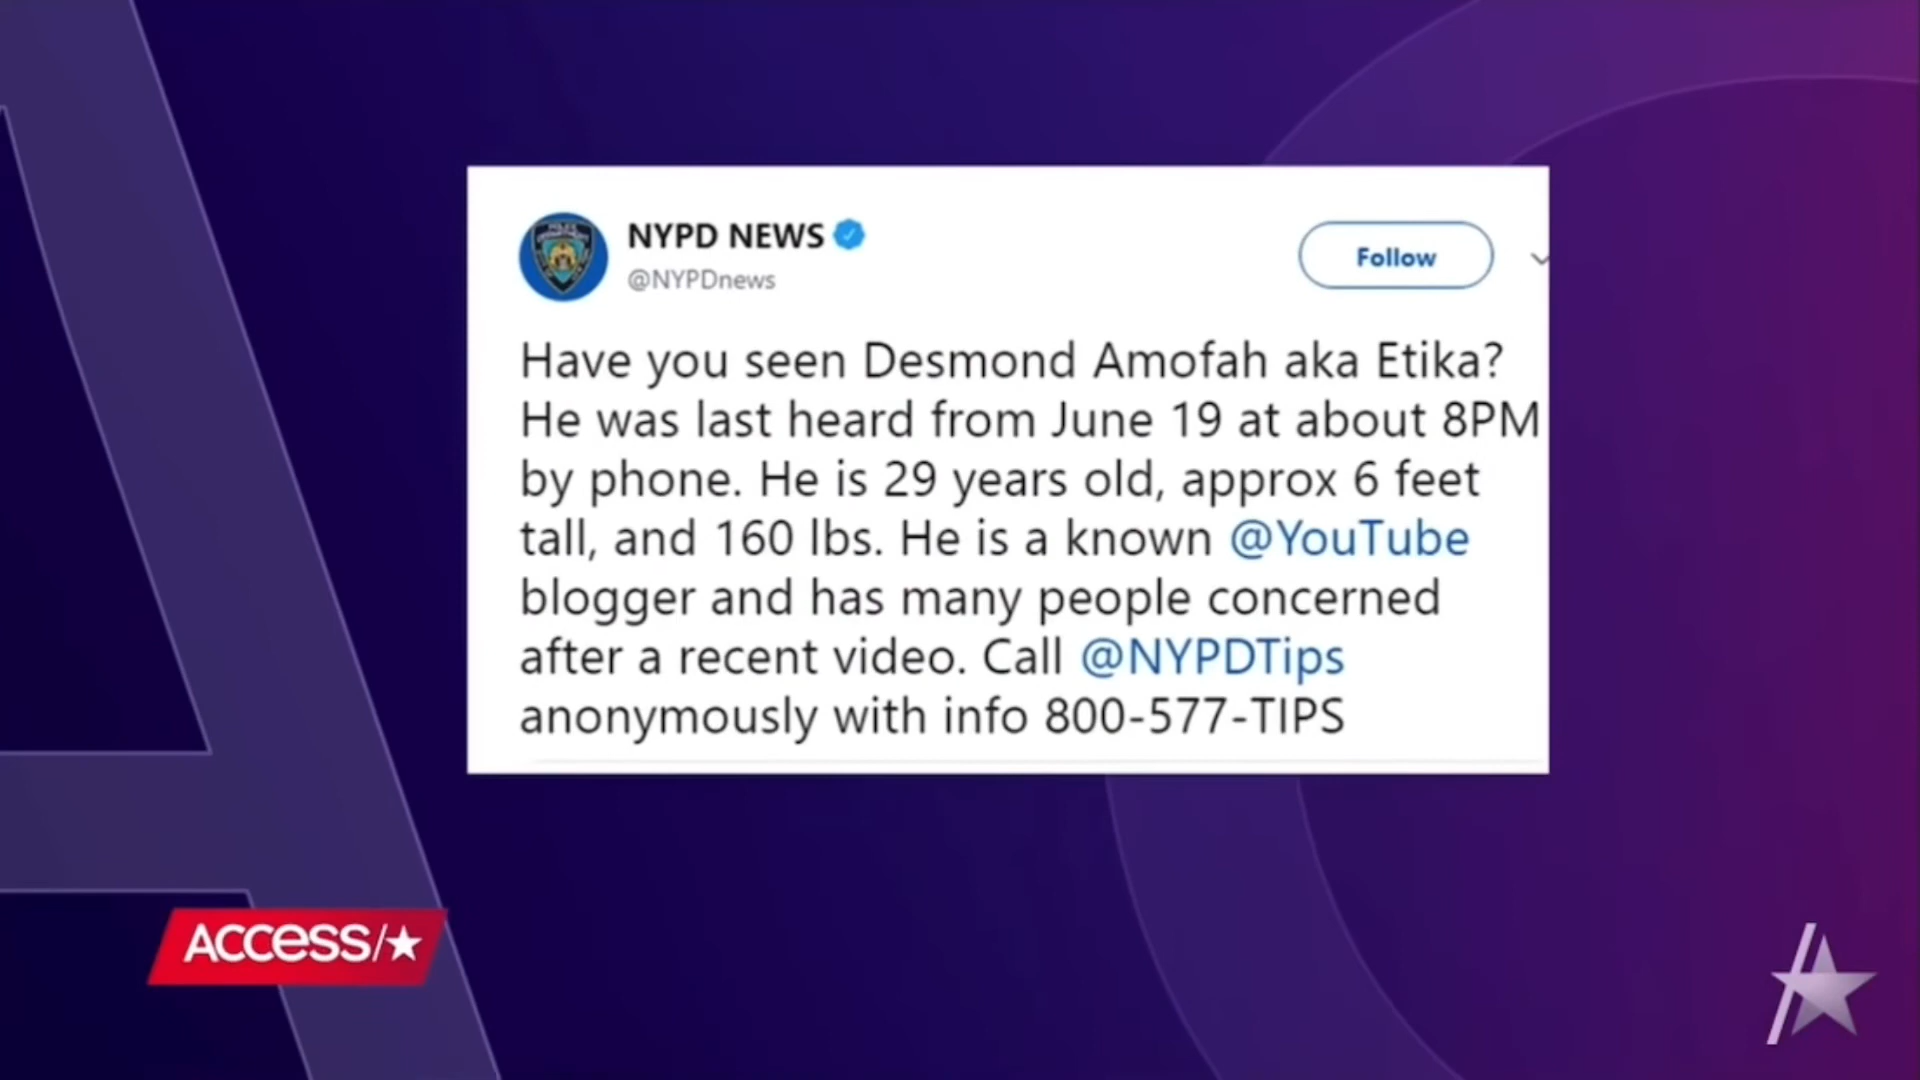 NYPD NEWS
@NYPDnews
Follow
Have you seen Desmond Amofah aka Etika?
He was last heard from June 19 at about 8PM
by phone. He is 29 years old, approx 6 feet
tall, and 160 lbs. He is a known @YouTube
blogger and has many people concerned
after a recent video. Call @NYPDTips
anonymously with info 800-577-TIPS
ACCESS